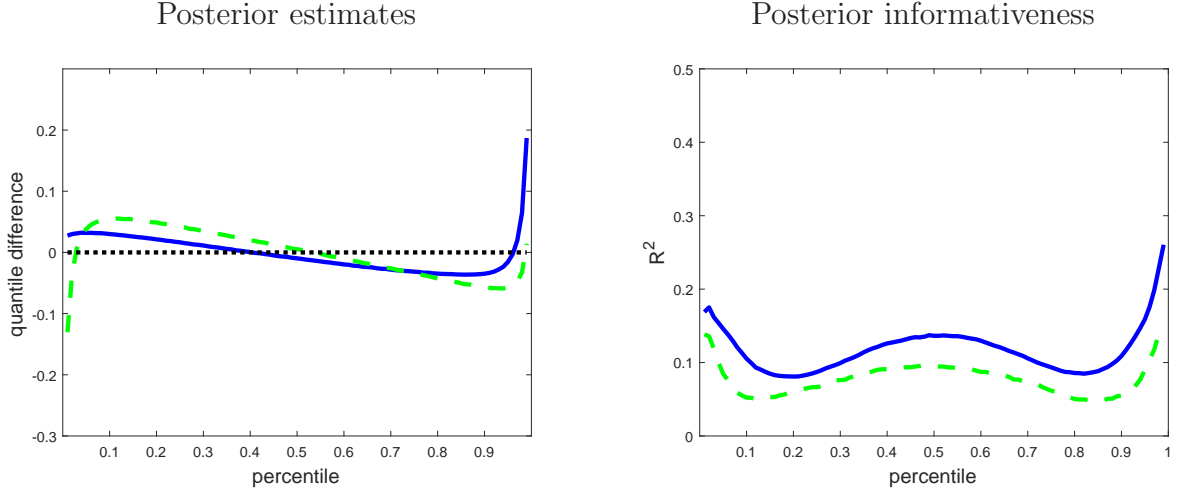 Posterior estimates
Posterior informativeness
quantile difference
0.2
0.1
0
-0.1
-0.2
-0.3
0.1 0.2 0.3 0.4 0.5 0.6 0.7 0.8 0.9
percentile
R²
0.5
0.4
0.3
0.2
0.1
0
0.1 0.2 0.3 0.4 0.5 0.6 0.7 0.8 0.9 1
percentile